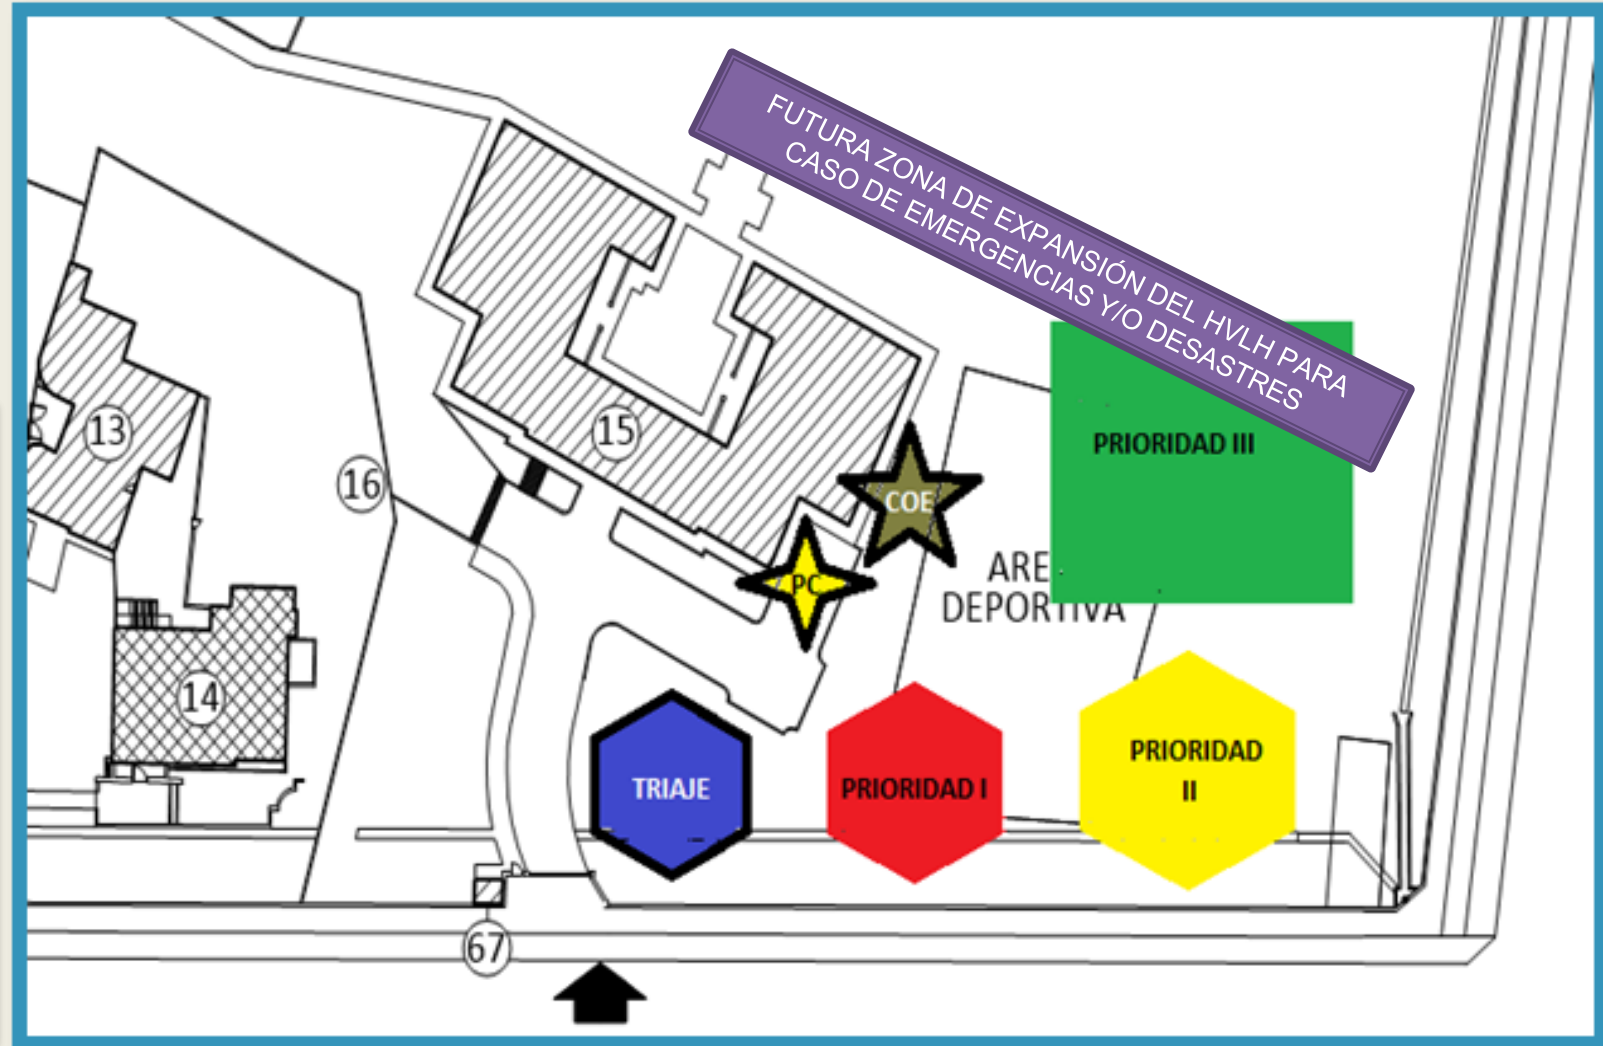 FUTURA ZONA DE EXPANSIÓN DEL HVLH PARA
CASO DE EMERGENCIAS Y/O DESASTRES
13
15
16
PRIORIDAD III
COE
PC
ARE
DEPORTIVA
14
TRIAJE
PRIORIDAD I
PRIORIDAD
II
67